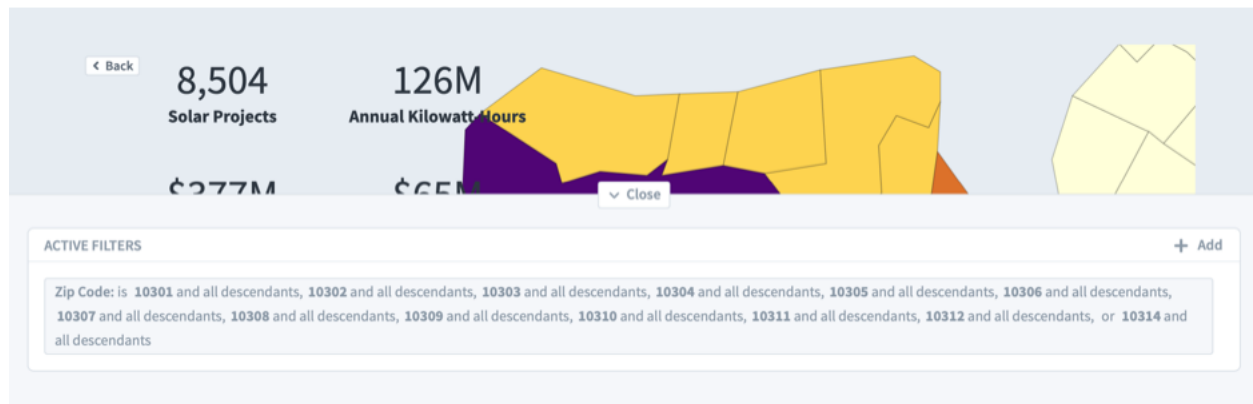 Back
8,504
Solar Projects
126M
Annual Kilowatt Hours
$377M
$65M
Close
ACTIVE FILTERS
Add
Zip Code: is 10301 and all descendants, 10302 and all descendants, 10303 and all descendants, 10304 and all descendants, 10305 and all descendants, 10306 and all descendants,
10307 and all descendants, 10308 and all descendants, 10309 and all descendants, 10310 and all descendants, 10311 and all descendants, 10312 and all descendants, or 10314 and
all descendants